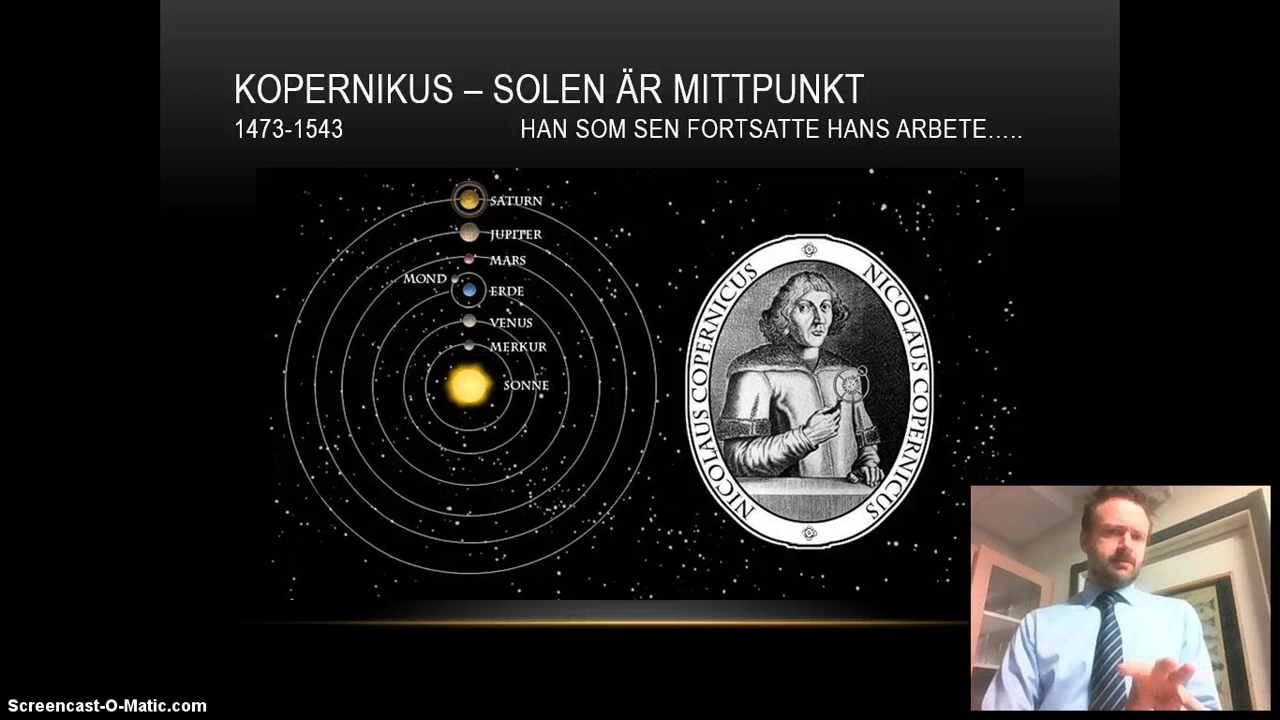 KOPERNIKUS – SOLEN ÄR MITTPUNKT
1473-1543 HAN SOM SEN FORTSATTE HANS ARBETE.....
SATURN
JUPITER
MARS
MOND
ERDE
VENUS
MERKUR
SONNE
NICOLAUS COPERNICUS
NICOLAUS COPERNICUS
Screencast-O-Matic.com